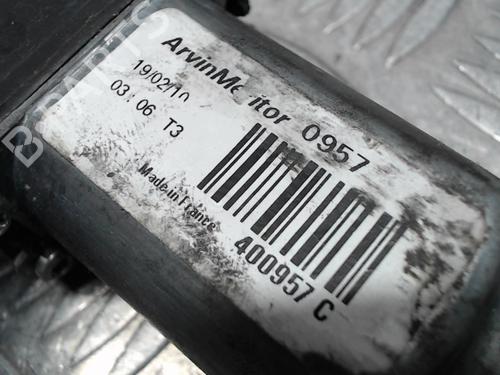 ArvinMeritor 0957
19/02/10
03:06 T3
Made in France
400957 C